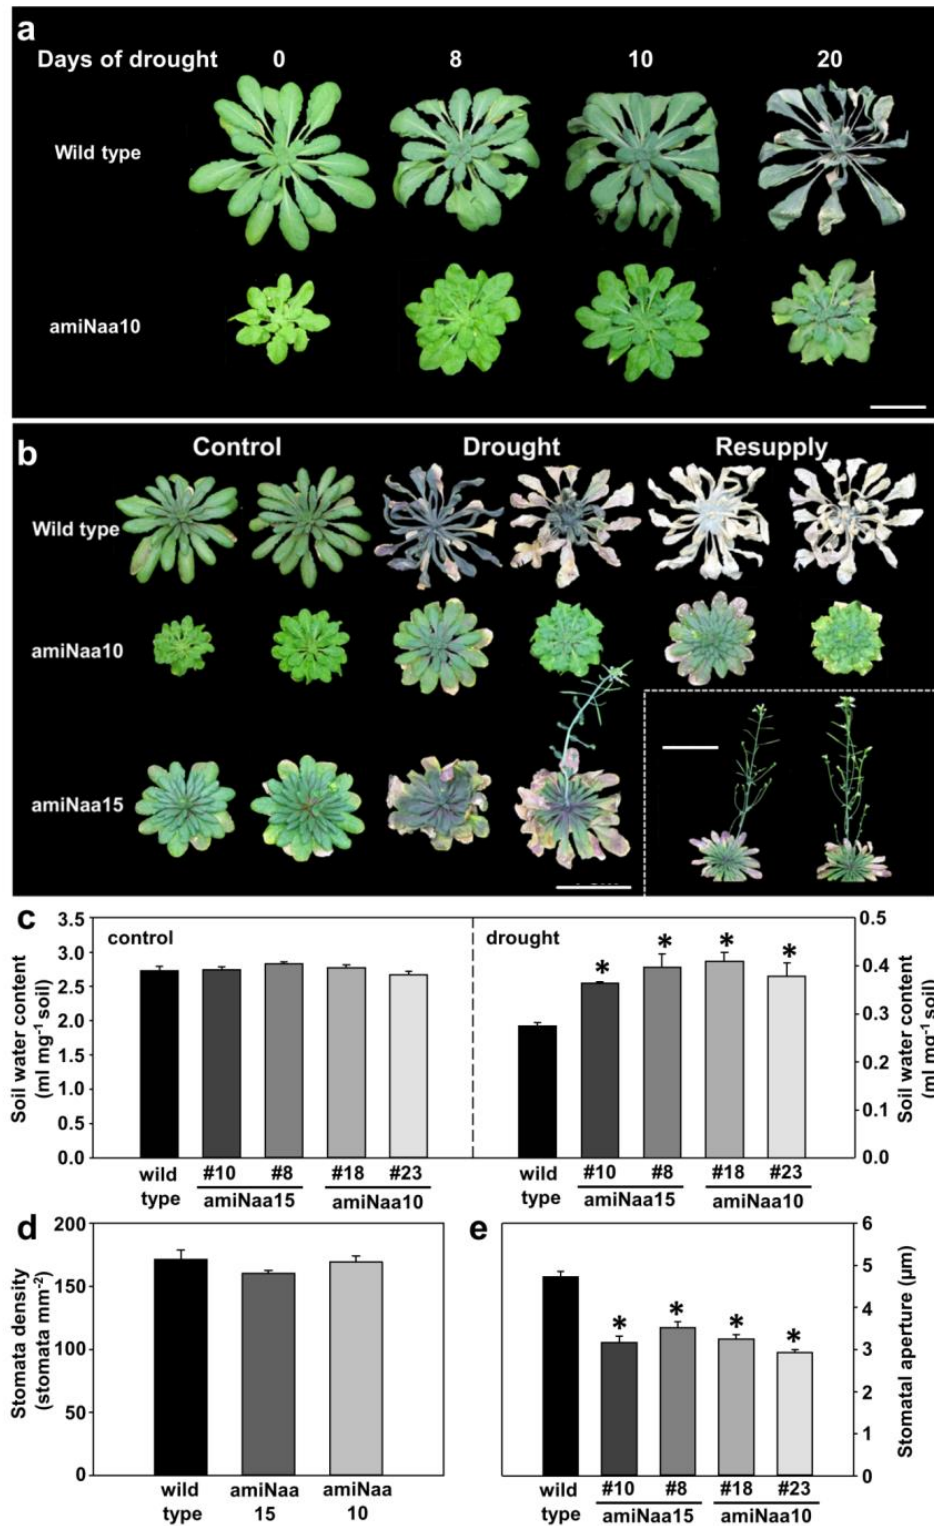 a
Days of drought 0 8 10 20
Wild type
amiNaa10
b
Control Drought Resupply
Wild type
amiNaa10
amiNaa15
c
control
drought
Soil water content
(ml mg⁻¹ soil)
3.5
3.0
2.5
2.0
1.5
1.0
0.5
0.0
* * * *
0.5
0.4
0.3
0.2
0.1
0.0
Soil water content
(ml mg⁻¹ soil)
wild
type
#10 #8 #18 #23
amiNaa15 amiNaa10
wild
type
#10 #8 #18 #23
amiNaa15 amiNaa10
d
Stomata density
(stomata mm⁻²)
200
150
100
50
0
wild
type
amiNaa
15
amiNaa
10
e
* * * *
6
5
4
3
2
1
0
Stomatal aperture (μm)
wild
type
#10 #8 #18 #23
amiNaa15 amiNaa10